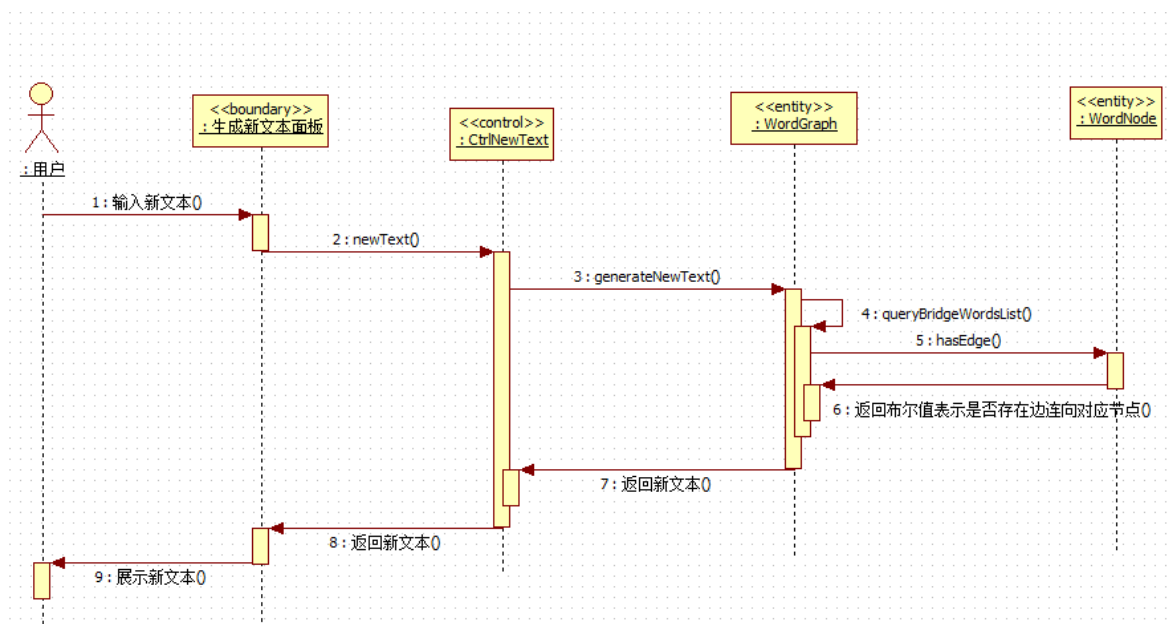 <<boundary>>
: 生成新文本面板
<<control>>
: CtrlNewText
<<entity>>
: WordGraph
<<entity>>
: WordNode
: 用户
1 : 输入新文本()
2 : newText()
3 : generateNewText()
4 : queryBridgeWordsList()
5 : hasEdge()
6 : 返回布尔值表示是否存在边连向对应节点()
7 : 返回新文本()
8 : 返回新文本()
9 : 展示新文本()